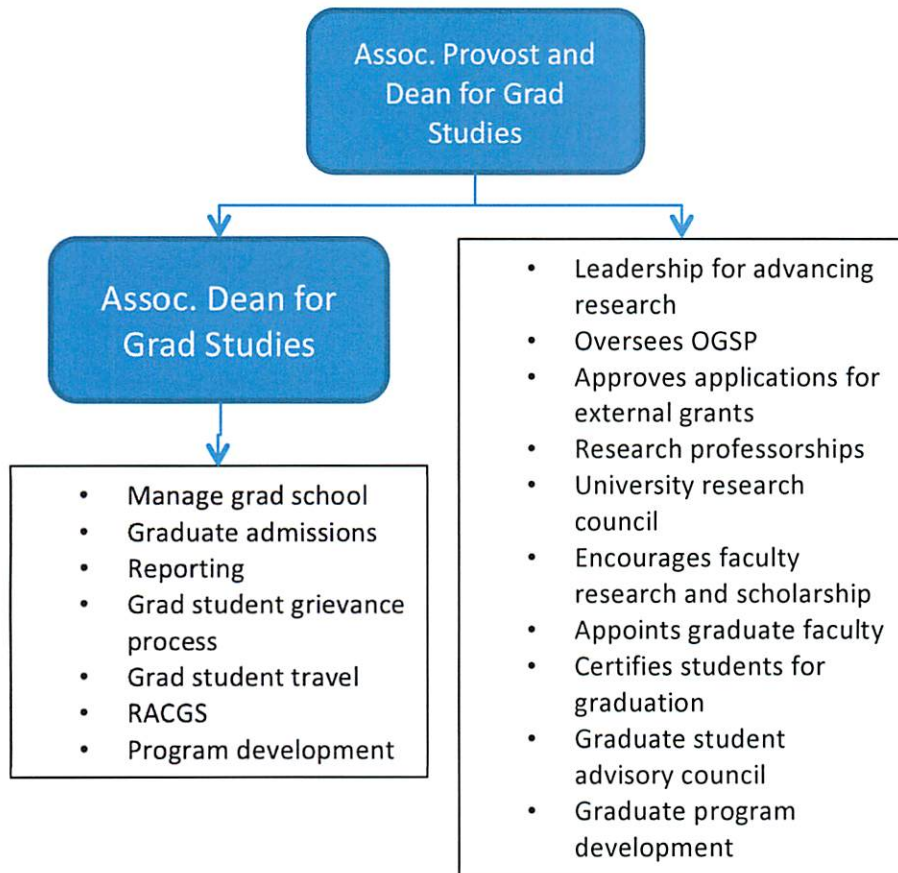 Assoc. Provost and
Dean for Grad
Studies
Assoc. Dean for
Grad Studies
• Manage grad school
• Graduate admissions
• Reporting
• Grad student grievance
process
• Grad student travel
• RACGS
• Program development
• Leadership for advancing
research
• Oversees OGSP
• Approves applications for
external grants
• Research professorships
• University research
council
• Encourages faculty
research and scholarship
• Appoints graduate faculty
• Certifies students for
graduation
• Graduate student
advisory council
• Graduate program
development